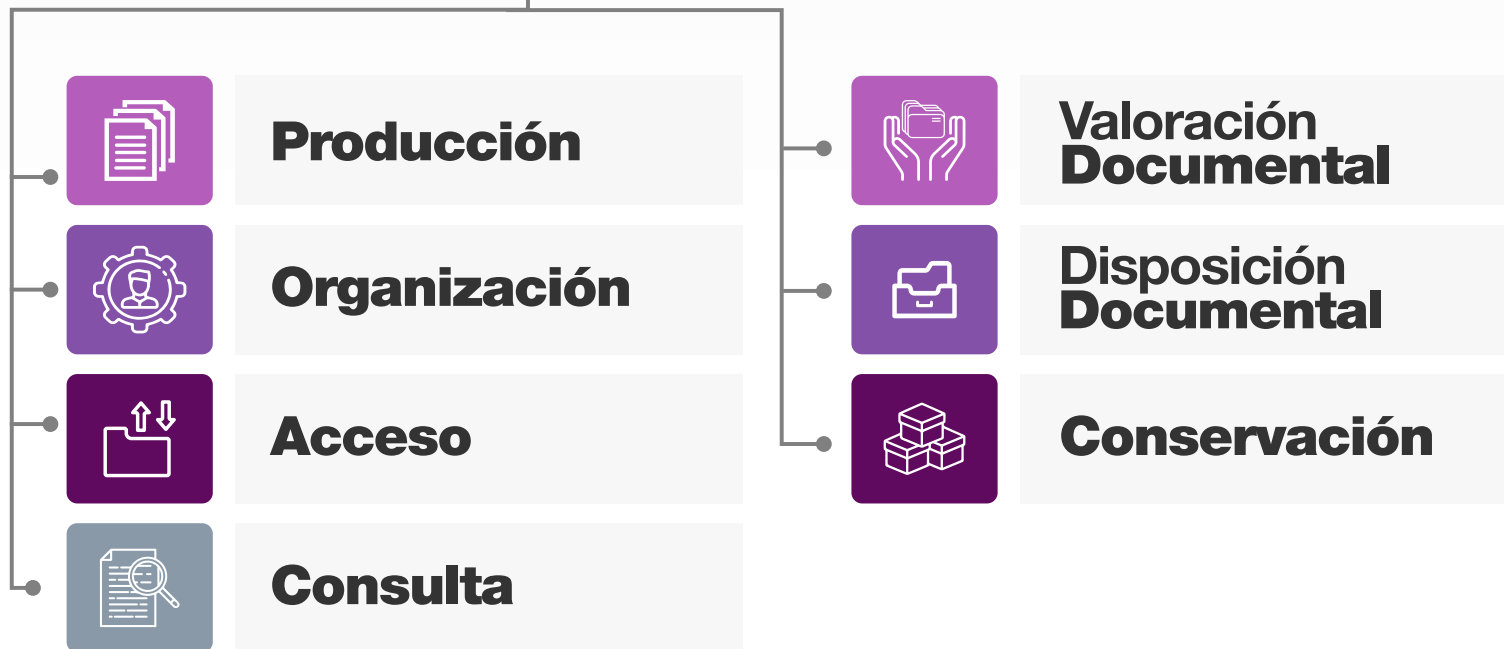 Producción
Organización
Acceso
Consulta
Valoración
Documental
Disposición
Documental
Conservación